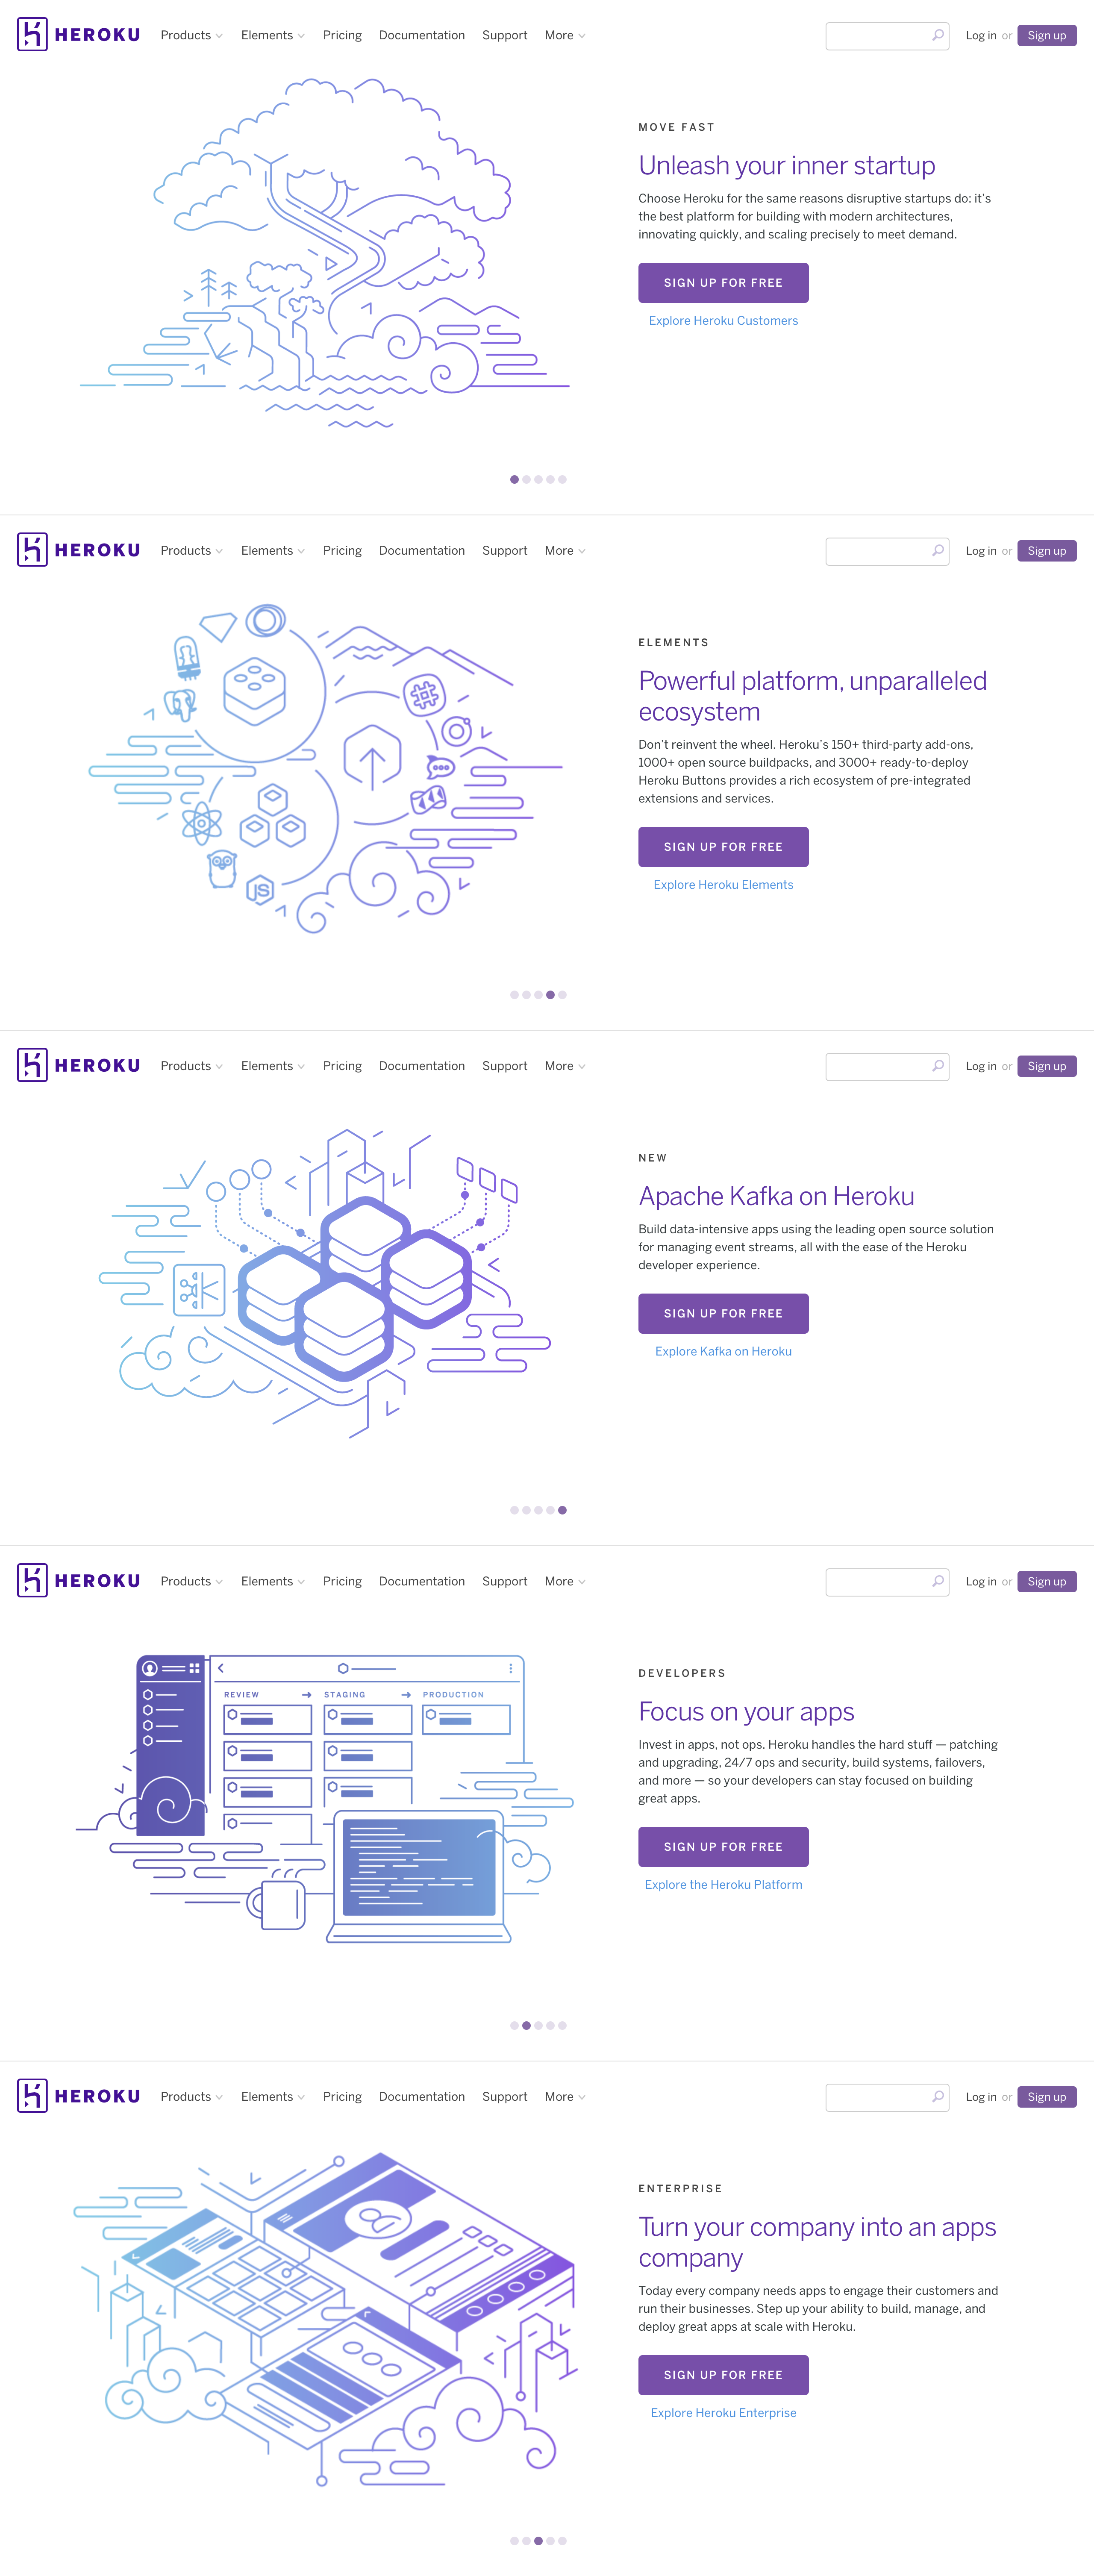 HEROKU Products Elements Pricing Documentation Support More Log in or Sign up
MOVE FAST
Unleash your inner startup
Choose Heroku for the same reasons disruptive startups do: it's
the best platform for building with modern architectures,
innovating quickly, and scaling precisely to meet demand.
SIGN UP FOR FREE
Explore Heroku Customers
HEROKU Products Elements Pricing Documentation Support More Log in or Sign up
ELEMENTS
Powerful platform, unparalleled
ecosystem
Don't reinvent the wheel. Heroku's 150+ third-party add-ons,
1000+ open source buildpacks, and 3000+ ready-to-deploy
Heroku Buttons provides a rich ecosystem of pre-integrated
extensions and services.
SIGN UP FOR FREE
Explore Heroku Elements
JS
HEROKU Products Elements Pricing Documentation Support More Log in or Sign up
NEW
Apache Kafka on Heroku
Build data-intensive apps using the leading open source solution
for managing event streams, all with the ease of the Heroku
developer experience.
SIGN UP FOR FREE
Explore Kafka on Heroku
HEROKU Products Elements Pricing Documentation Support More Log in or Sign up
REVIEW STAGING PRODUCTION
DEVELOPERS
Focus on your apps
Invest in apps, not ops. Heroku handles the hard stuff — patching
and upgrading, 24/7 ops and security, build systems, failovers,
and more — so your developers can stay focused on building
great apps.
SIGN UP FOR FREE
Explore the Heroku Platform
HEROKU Products Elements Pricing Documentation Support More Log in or Sign up
ENTERPRISE
Turn your company into an apps
company
Today every company needs apps to engage their customers and
run their businesses. Step up your ability to build, manage, and
deploy great apps at scale with Heroku.
SIGN UP FOR FREE
Explore Heroku Enterprise